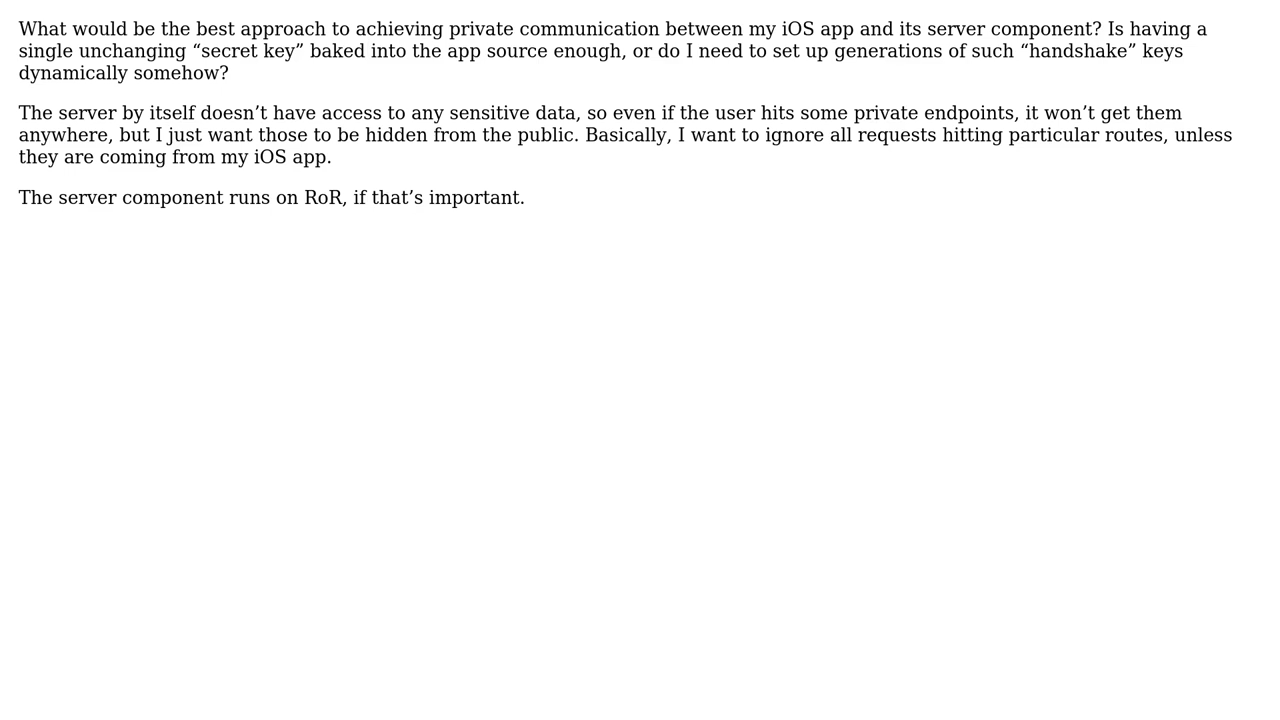 What would be the best approach to achieving private communication between my iOS app and its server component? Is having a
single unchanging “secret key” baked into the app source enough, or do I need to set up generations of such “handshake” keys
dynamically somehow?
The server by itself doesn’t have access to any sensitive data, so even if the user hits some private endpoints, it won’t get them
anywhere, but I just want those to be hidden from the public. Basically, I want to ignore all requests hitting particular routes, unless
they are coming from my iOS app.
The server component runs on RoR, if that’s important.